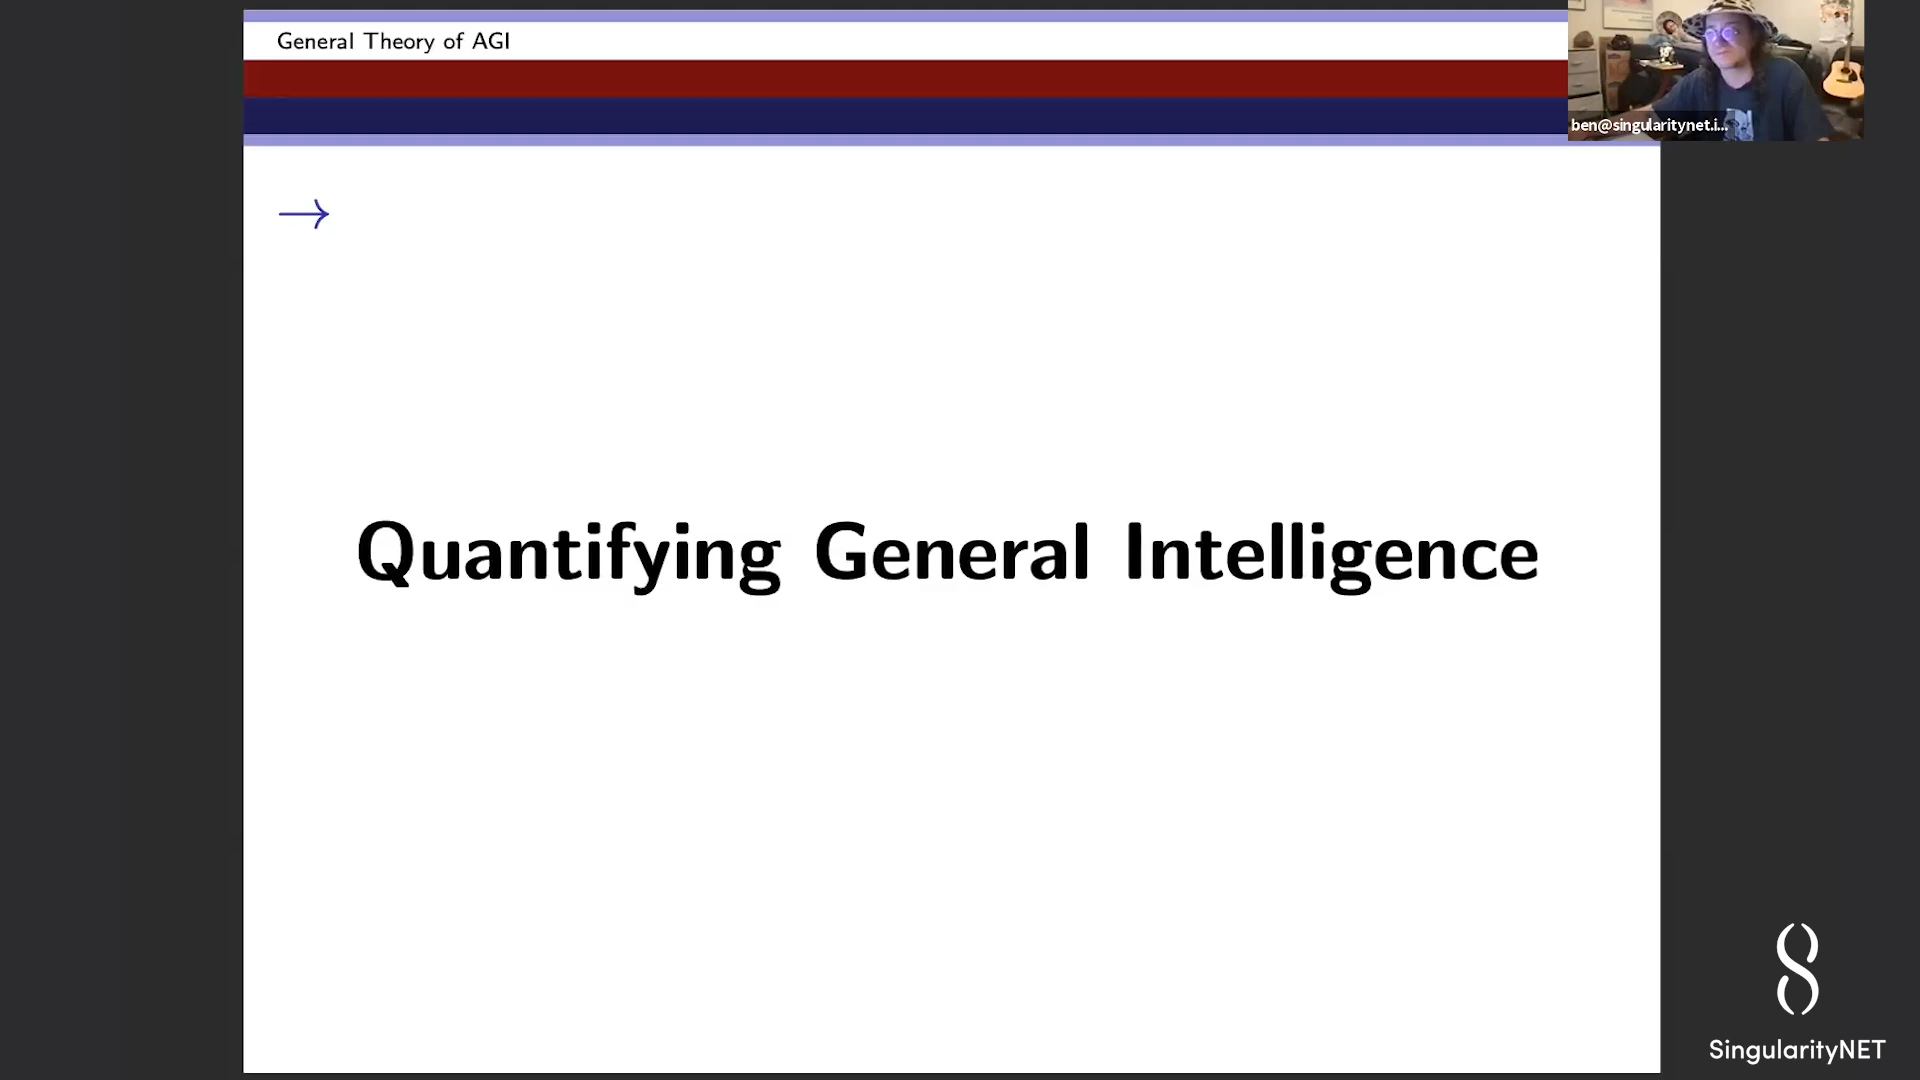 General Theory of AGI
ben@singularitynet.i...
→
Quantifying General Intelligence
SingularityNET